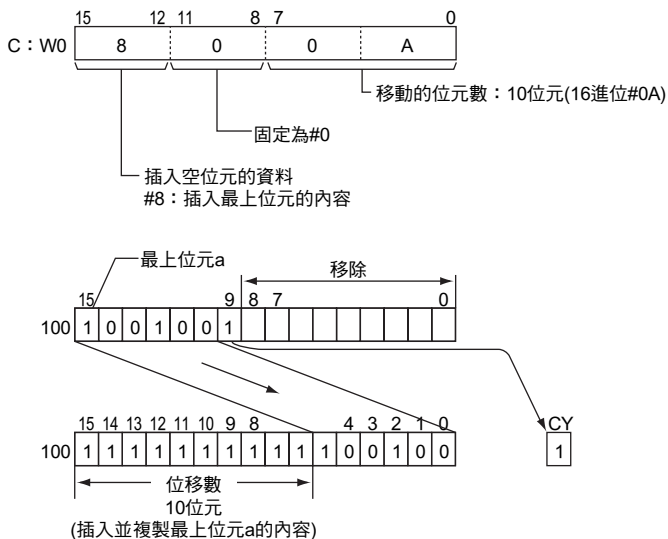 15 12 11 8 7 0
C：W0 8 0 0 A
移動的位元數：10位元(16進位#0A)
固定為#0
插入空位元的資料
#8：插入最上位元的內容
最上位元a
移除
15 9 8 7 0
100 1 0 0 1 0 0 1
15 14 13 12 11 10 9 8 4 3 2 1 0 CY
100 1 1 1 1 1 1 1 1 1 1 1 0 0 1 0 0 1
位移數
10位元
(插入並複製最上位元a的內容)